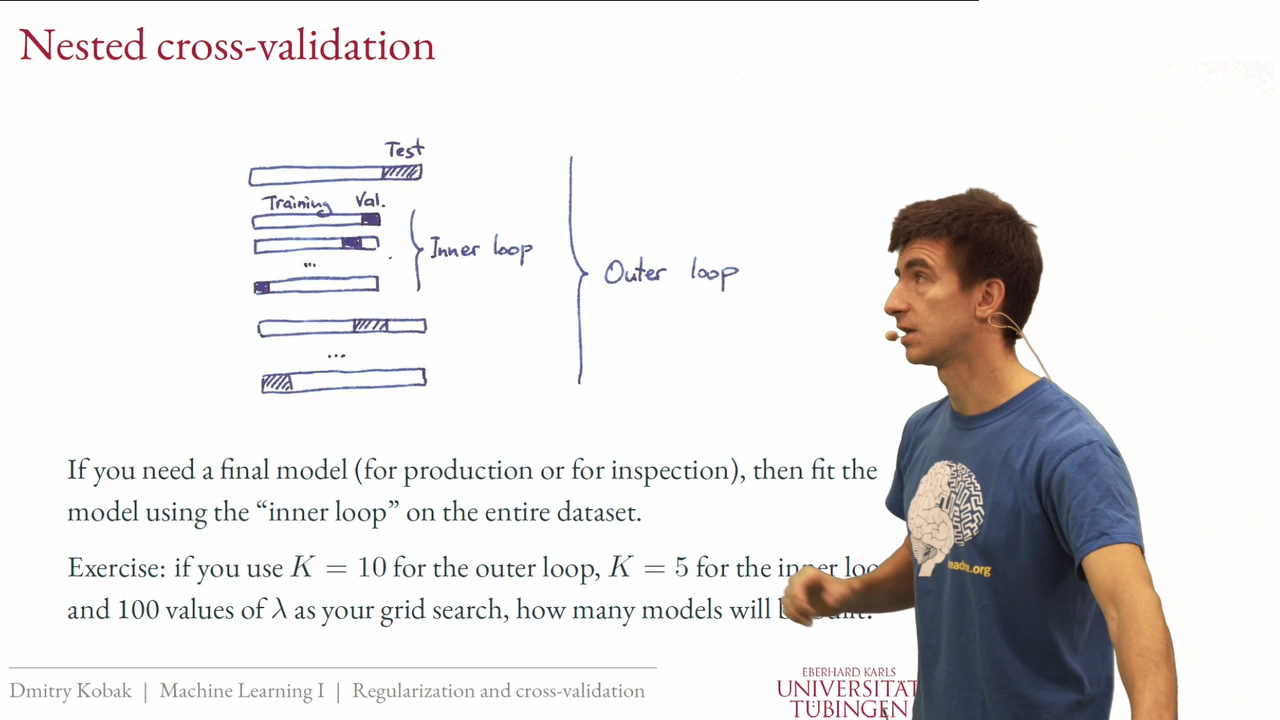 Nested cross-validation
Test
Training Val.
Inner loop
Outer loop
...
...
If you need a final model (for production or for inspection), then fit the
model using the “inner loop” on the entire dataset.
Exercise: if you use K = 10 for the outer loop, K = 5 for the inner
and 100 values of λ as your grid search, how many models will
Dmitry Kobak | Machine Learning I | Regularization and cross-validation
EBERHARD KARLS
UNIVERSITÄT
TÜBINGEN